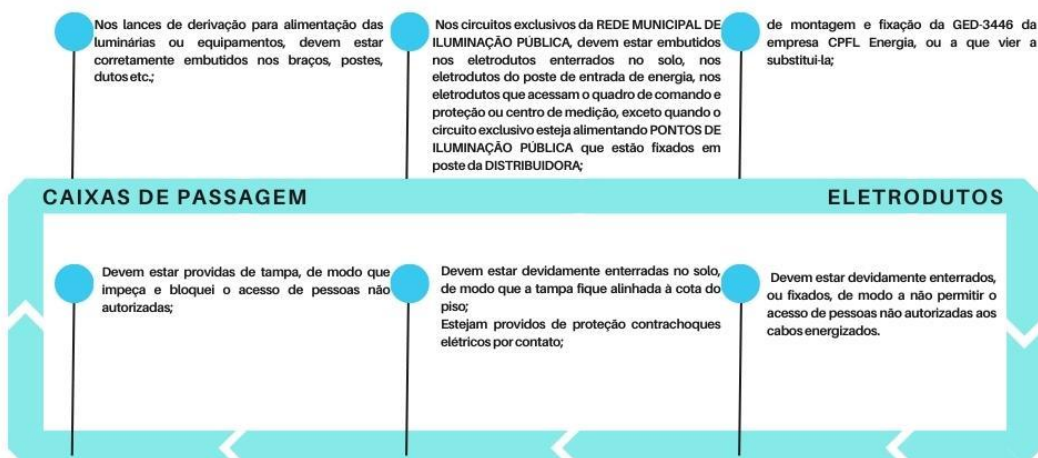 Nos lances de derivação para alimentação das
luminárias ou equipamentos, devem estar
corretamente embutidos nos braços, postes,
dutos etc.;
Nos circuitos exclusivos da REDE MUNICIPAL DE
ILUMINAÇÃO PÚBLICA, devem estar embutidos
nos eletrodutos enterrados no solo, nos
eletrodutos do poste de entrada de energia, nos
eletrodutos que acessam o quadro de comando e
proteção ou centro de medição, exceto quando o
circuito exclusivo esteja alimentando PONTOS DE
ILUMINAÇÃO PÚBLICA que estão fixados em
poste da DISTRIBUIDORA;
de montagem e fixação da GED-3446 da
empresa CPFL Energia, ou a que vier a
substitui-la;
CAIXAS DE PASSAGEM
ELETRODUTOS
Devem estar providas de tampa, de modo que
impeça e bloquei o acesso de pessoas não
autorizadas;
Devem estar devidamente enterradas no solo,
de modo que a tampa fique alinhada à cota do
piso;
Estejam providos de proteção contrachoques
elétricos por contato;
Devem estar devidamente enterrados,
ou fixados, de modo a não permitir o
acesso de pessoas não autorizadas aos
cabos energizados.